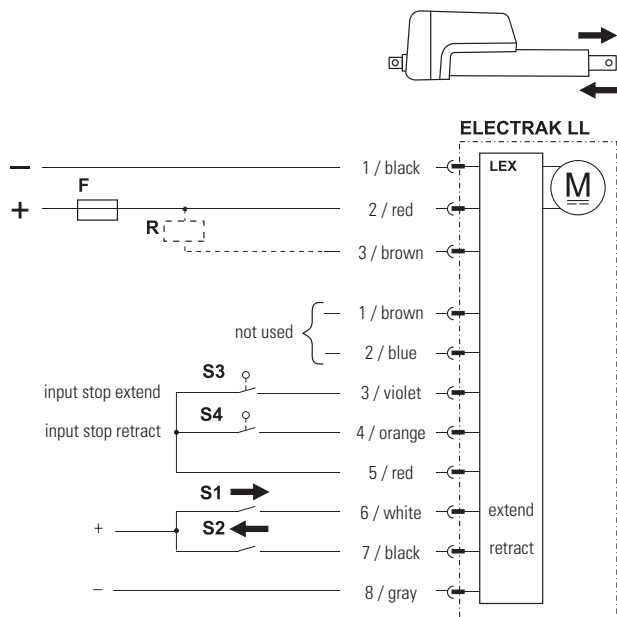 ELECTRAK LL
− 1 / black LEX M
F
+ 2 / red
R
3 / brown
1 / brown
not used
2 / blue
S3
input stop extend 3 / violet
S4
input stop retract 4 / orange
5 / red
S1
6 / white extend
+ S2
7 / black retract
− 8 / gray